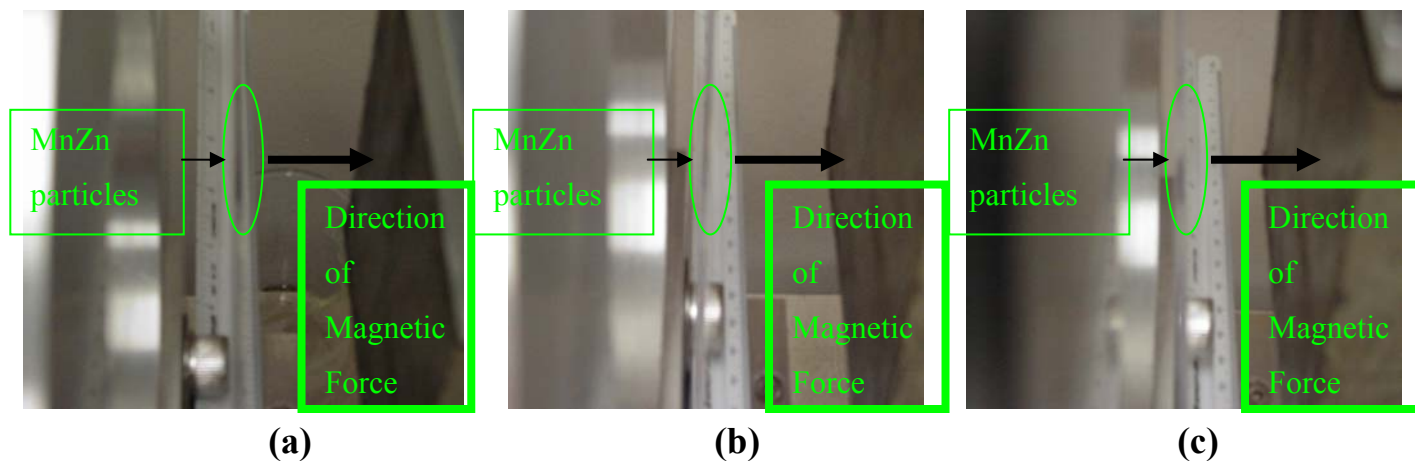 MnZn
particles
Direction
of
Magnetic
Force
(a)
MnZn
particles
Direction
of
Magnetic
Force
(b)
MnZn
particles
Direction
of
Magnetic
Force
(c)